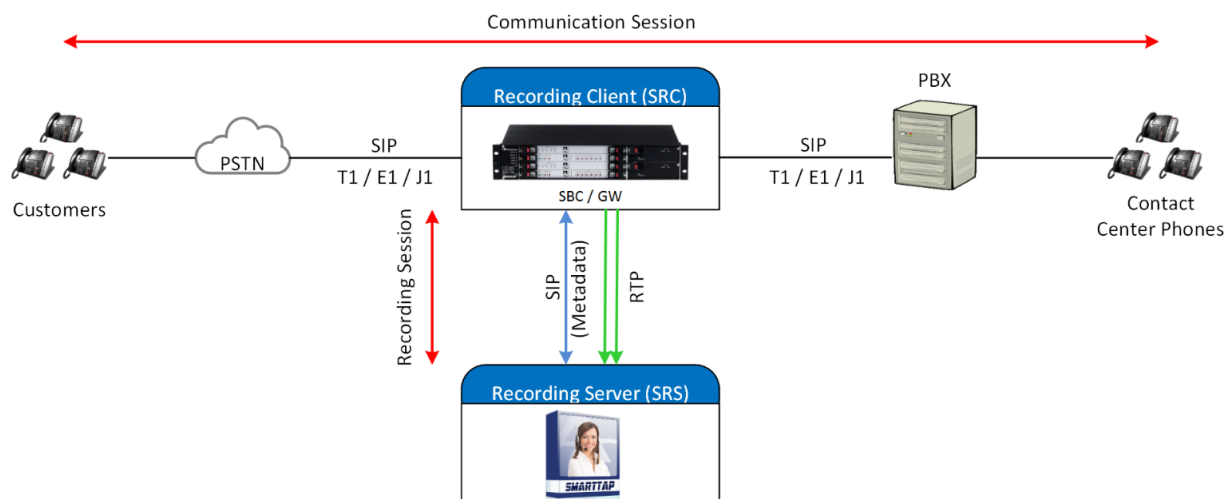 Communication Session
PBX
Recording Client (SRC)
SIP
SIP
PSTN
T1 / E1 / J1
T1 / E1 / J1
SBC / GW
Customers
Contact
Center Phones
Recording Session
SIP
(Metadata)
RTP
Recording Server (SRS)
SMARTTAP